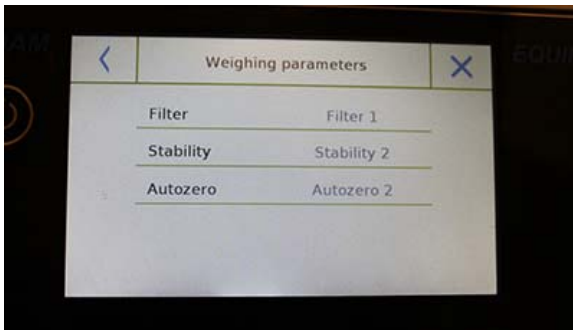 Weighing parameters
Filter Filter 1
Stability Stability 2
Autozero Autozero 2